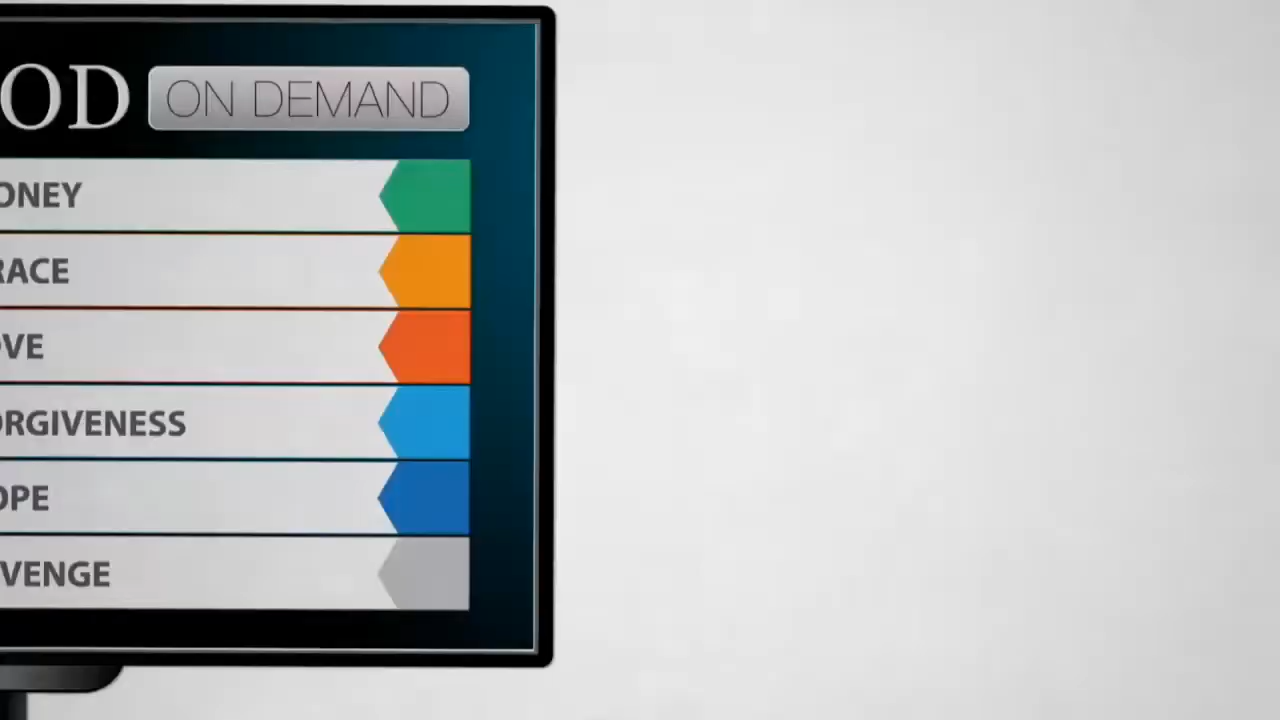 OD ON DEMAND
ONEY
RACE
OVE
ORGIVENESS
OPE
VENGE